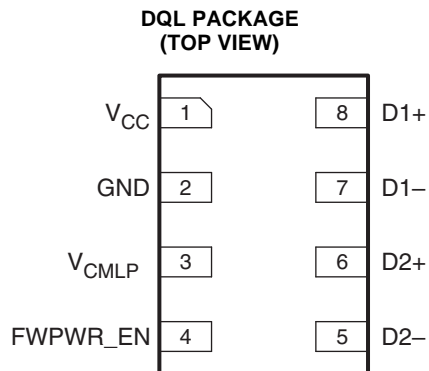 DQL PACKAGE
(TOP VIEW)
VCC 1 8 D1+
GND 2 7 D1–
VCMLP 3 6 D2+
FWPWR_EN 4 5 D2–